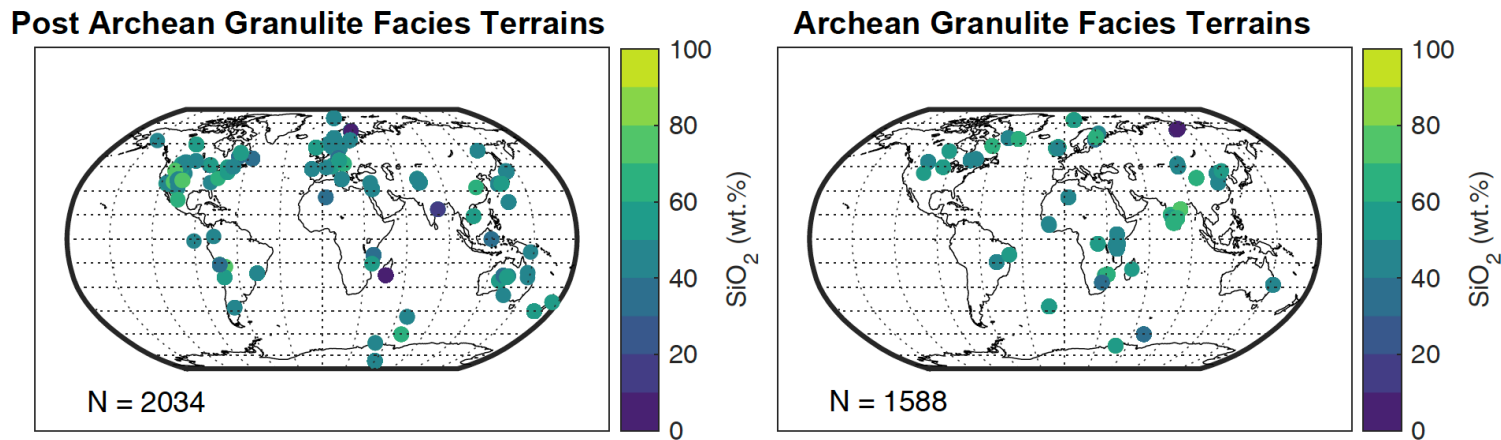 Post Archean Granulite Facies Terrains
100
80
60
40
20
0
SiO₂ (wt.%)
N = 2034
Archean Granulite Facies Terrains
100
80
60
40
20
0
SiO₂ (wt.%)
N = 1588